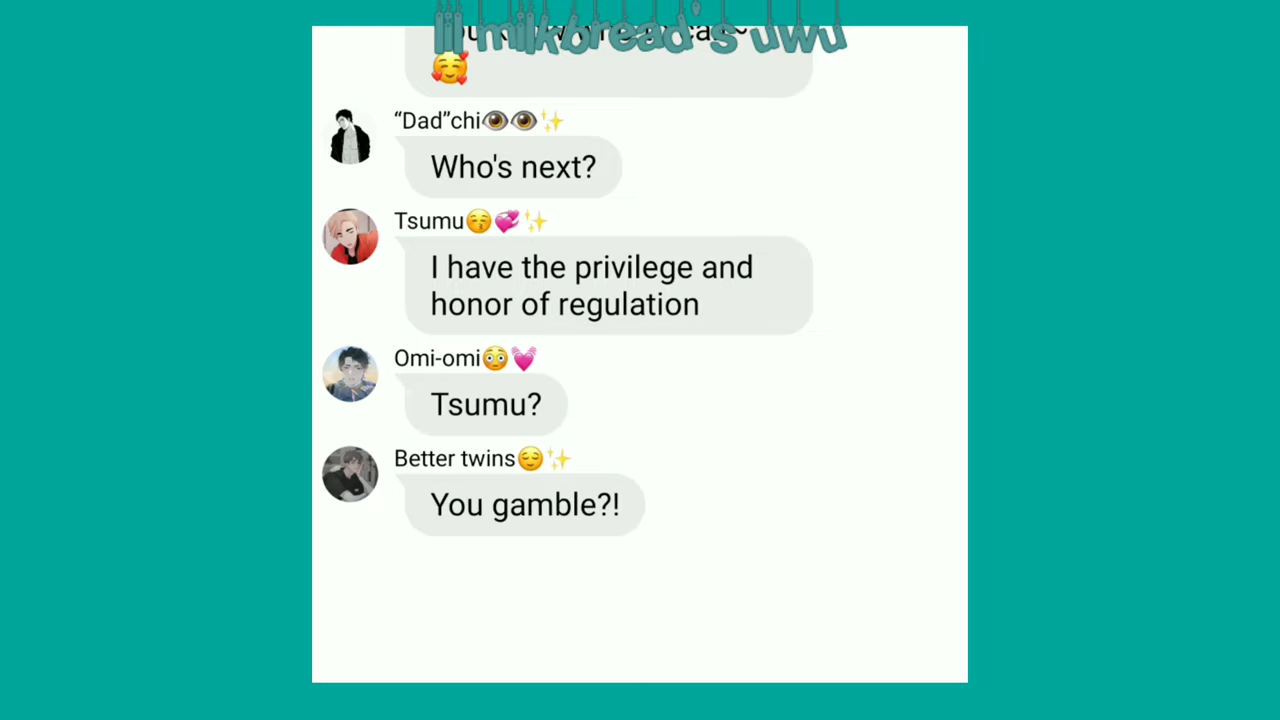 lil milkbread's uwu
🥰
“Dad”chi👁️👁️✨
Who's next?
Tsumu😚💞✨
I have the privilege and
honor of regulation
Omi-omi😳💓
Tsumu?
Better twins😌✨
You gamble?!